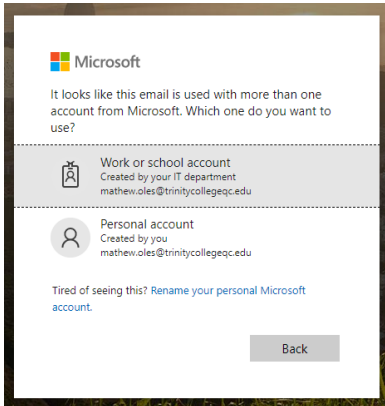 Microsoft
It looks like this email is used with more than one
account from Microsoft. Which one do you want to
use?
Work or school account
Created by your IT department
mathew.oles@trinitycollegeqc.edu
Personal account
Created by you
mathew.oles@trinitycollegeqc.edu
Tired of seeing this? Rename your personal Microsoft
account.
Back